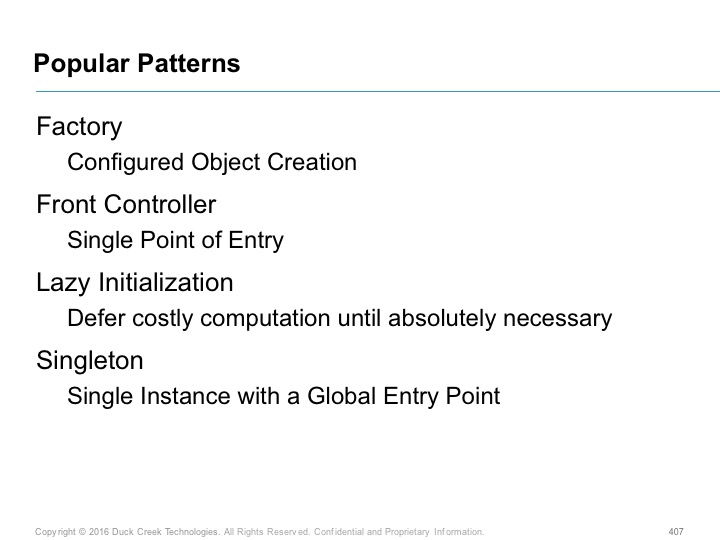 Popular Patterns
Factory
Configured Object Creation
Front Controller
Single Point of Entry
Lazy Initialization
Defer costly computation until absolutely necessary
Singleton
Single Instance with a Global Entry Point
Copyright © 2016 Duck Creek Technologies. All Rights Reserved. Confidential and Proprietary Information.
407